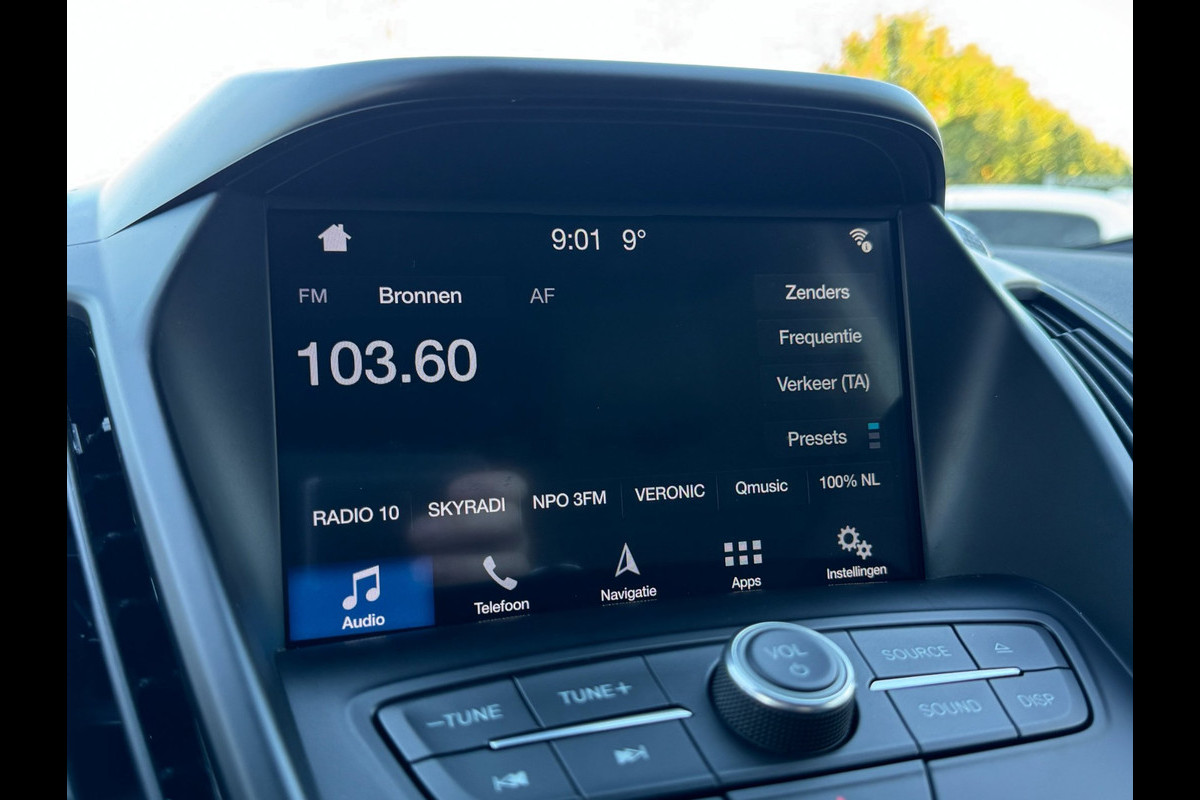 9:01 9°
FM Bronnen AF
103.60
Zenders
Frequentie
Verkeer (TA)
Presets
RADIO 10 SKYRADI NPO 3FM VERONIC Qmusic 100% NL
Audio Telefoon Navigatie Apps Instellingen
VOL
SOURCE
–TUNE TUNE+
SOUND DISP